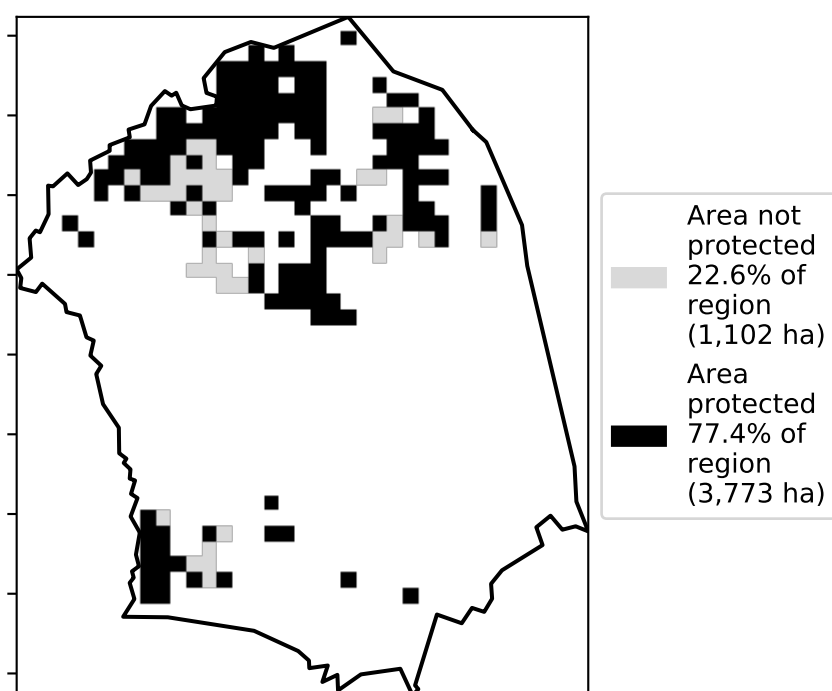 Area not
protected
22.6% of
region
(1,102 ha)
Area
protected
77.4% of
region
(3,773 ha)